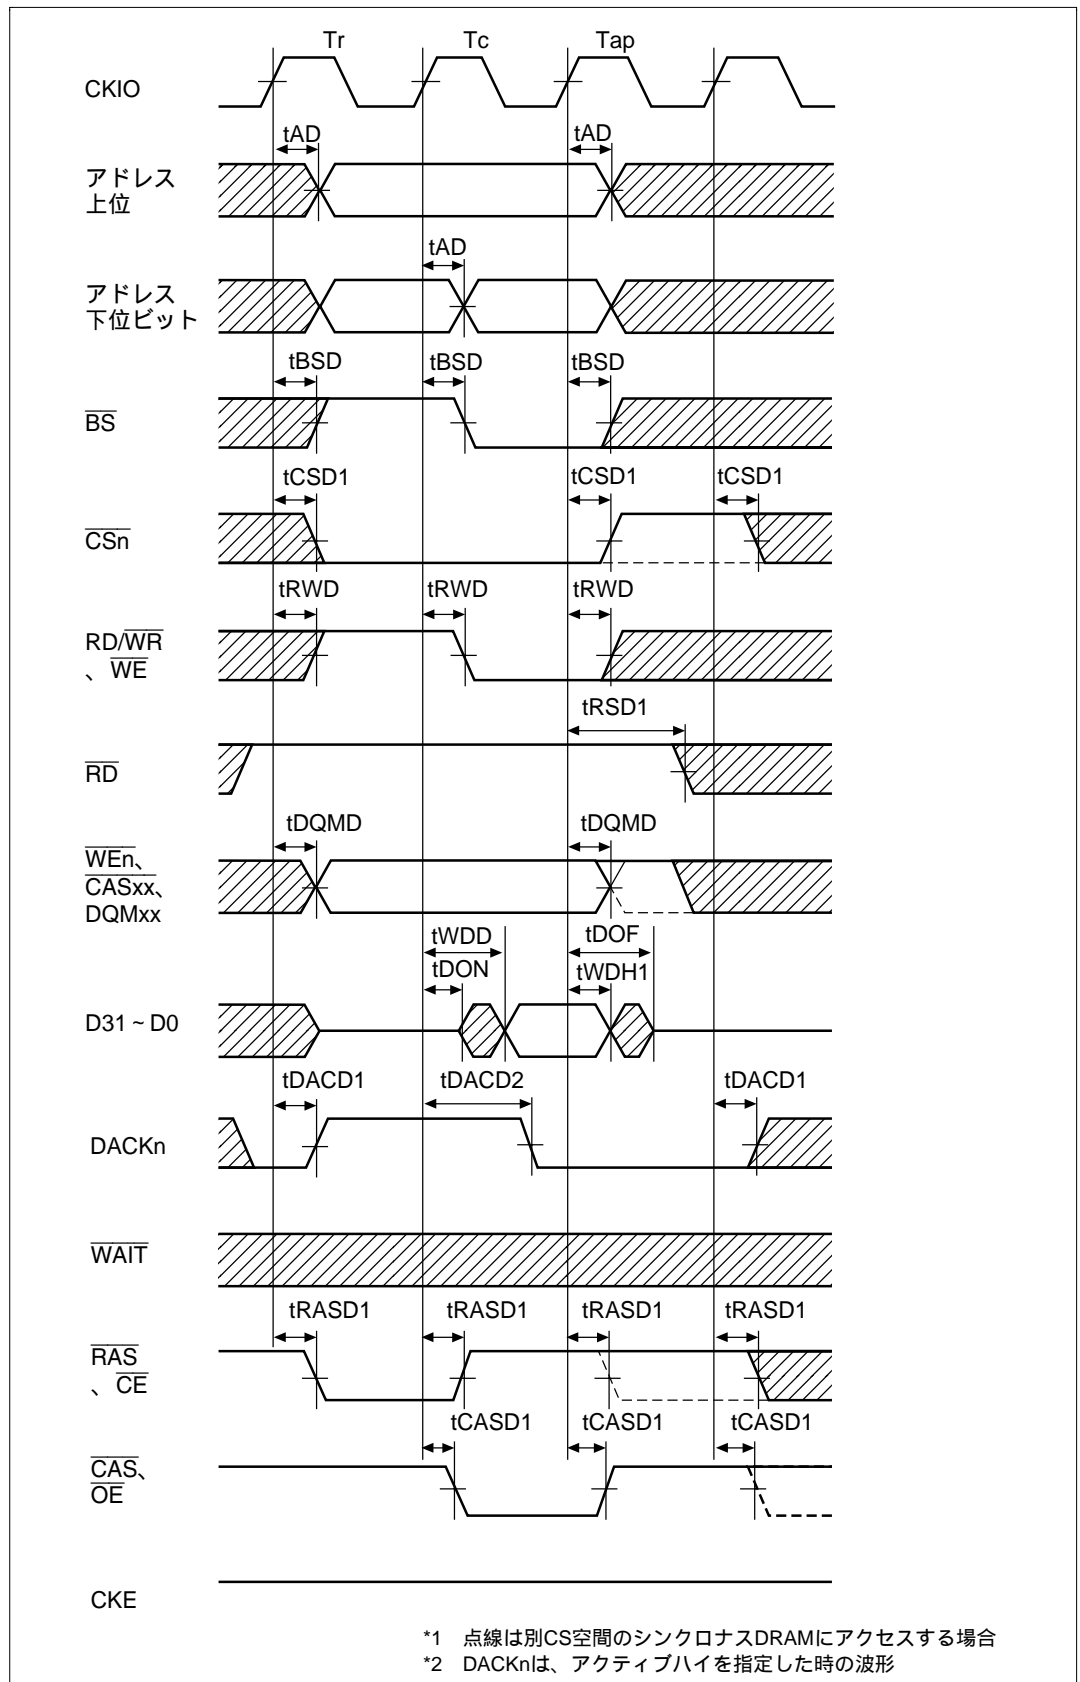 Tr Tc Tap
CKIO
tAD tAD
アドレス
上位
tAD
アドレス
下位ビット
tBSD tBSD tBSD
BS
tCSD1 tCSD1 tCSD1
CSn
tRWD tRWD tRWD
RD/WR
、WE
tRSD1
RD
tDQMD tDQMD
WEn、
CASxx、
DQMxx
tWDD tDOF
tDON tWDH1
D31~D0
tDACD1 tDACD2 tDACD1
DACKn
WAIT
tRASD1 tRASD1 tRASD1 tRASD1
RAS
、CE
tCASD1 tCASD1 tCASD1
CAS、
OE
CKE
*1 点線は別CS空間のシンクロナスDRAMにアクセスする場合
*2 DACKnは、アクティブハイを指定した時の波形